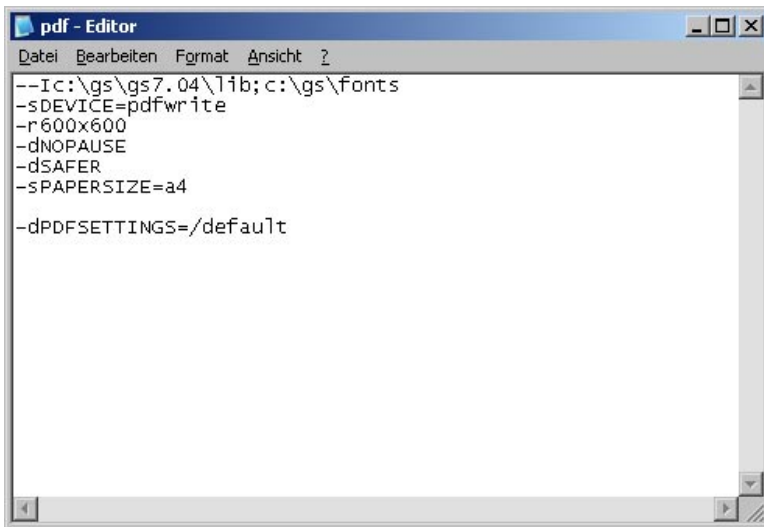 pdf - Editor
Datei Bearbeiten Format Ansicht ?
--Ic:\gs\gs7.04\lib;c:\gs\fonts
-sDEVICE=pdfwrite
-r600x600
-dNOPAUSE
-dSAFER
-sPAPERSIZE=a4
-dPDFSETTINGS=/default